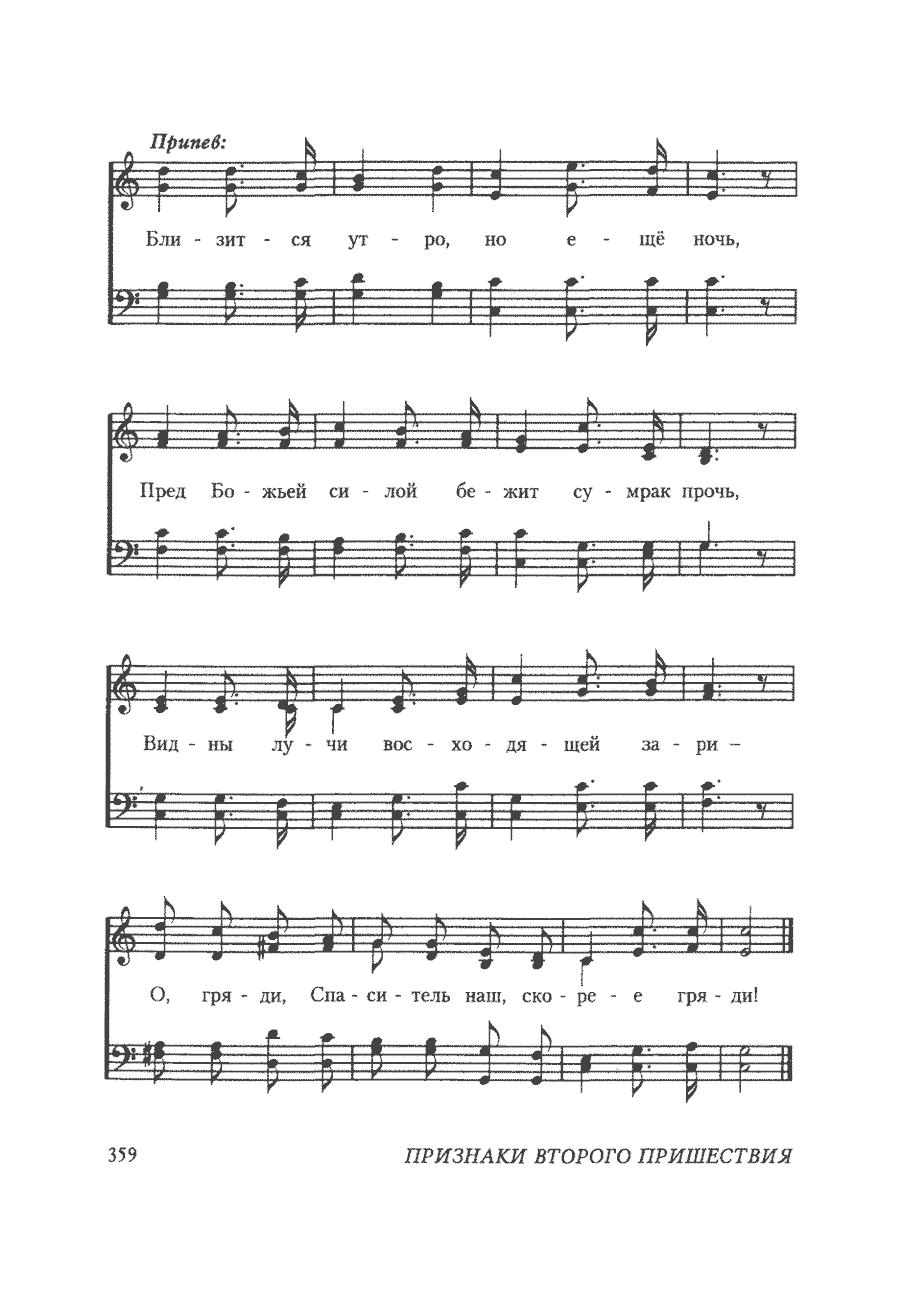 Припев:
Бли - зит - ся ут - ро, но е - щё ночь,
Пред Бо - жьей си - лой бе - жит су - мрак прочь,
Вид - ны лу - чи вос - хо - дя - щей за - ри –
О, гря - ди, Спа - си - тель наш, ско - ре - е гря - ди!
359 ПРИЗНАКИ ВТОРОГО ПРИШЕСТВИЯ